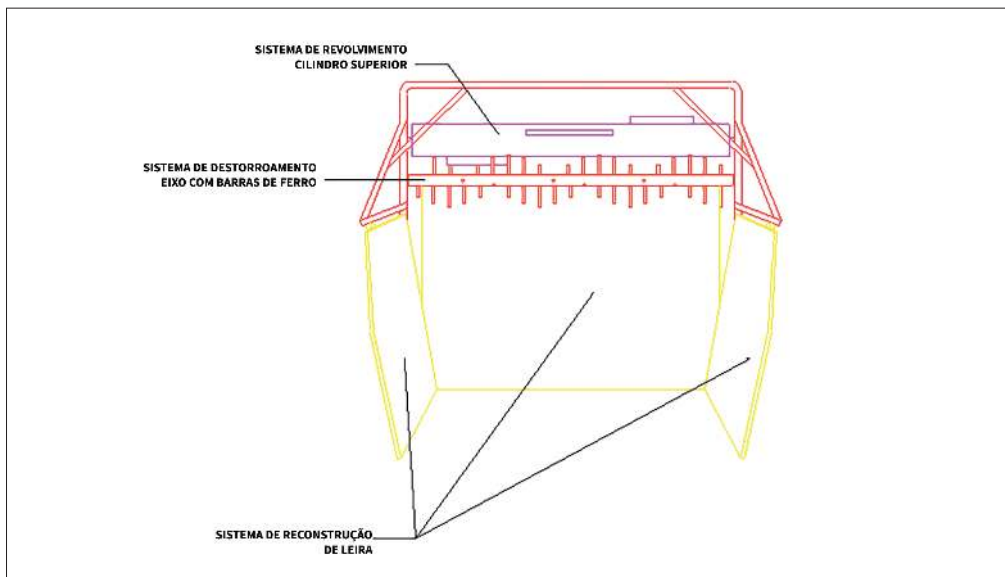 SISTEMA DE REVOLVIMENTO
CILINDRO SUPERIOR
SISTEMA DE DESTORROAMENTO
EIXO COM BARRAS DE FERRO
SISTEMA DE RECONSTRUÇÃO
DE LEIRA